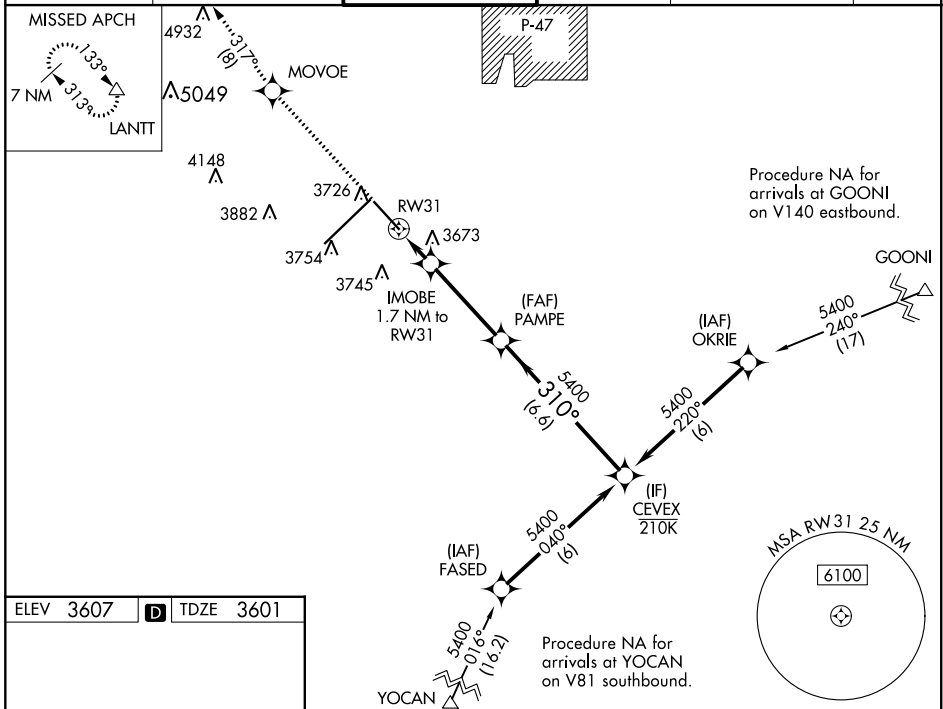 MISSED APCH
133°
7 NM
313°
LANTT
4932
317°
(8)
MOVOE
5049
P-47
4148
3882
3726
RW31
3673
3754
3745
IMOBE
1.7 NM to
RW31
(FAF)
PAMPE
Procedure NA for
arrivals at GOONI
on V140 eastbound.
GOONI
5400
240°
(17)
(IAF)
OKRIE
5400
310°
(6.6)
5400
220°
(6)
(IF)
CEVEX
210K
5400
040°
(6)
(IAF)
FASED
MSA RW31 25 NM
6100
ELEV 3607 D TDZE 3601
5400
016°
(16.2)
YOCAN
Procedure NA for
arrivals at YOCAN
on V81 southbound.